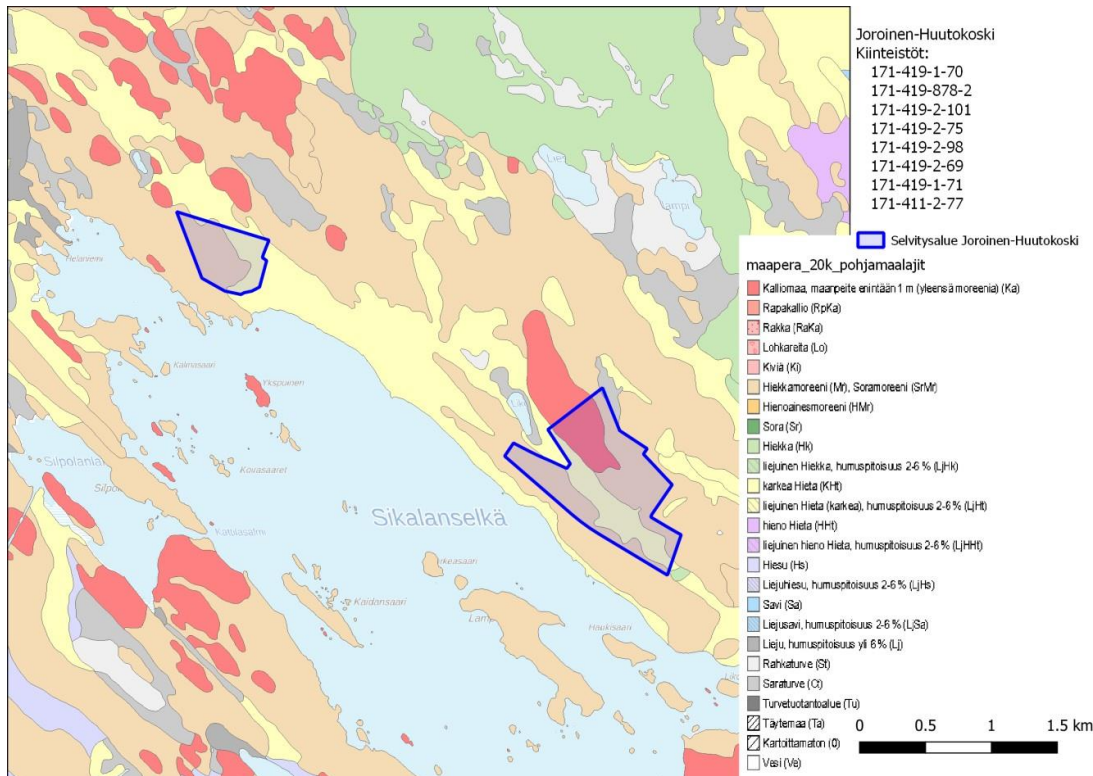 Joroinen-Huutokoski
Kiinteistöt:
171-419-1-70
171-419-878-2
171-419-2-101
171-419-2-75
171-419-2-98
171-419-2-69
171-419-1-71
171-411-2-77
Selvitysalue Joroinen-Huutokoski
maapera_20k_pohjamaalajit
Kalliomaa, maanpeite enintään 1 m (yleensä moreenia) (Ka)
Rapakallio (RpKa)
Rakka (RaKa)
Lohkareita (Lo)
Kiviä (Ki)
Hiekkamoreeni (Mr), Soramoreeni (SrMr)
Hienoainesmoreeni (HMr)
Sora (Sr)
Hiekka (Hk)
liejuinen Hiekka, humuspitoisuus 2-6 % (LjHk)
karkea Hieta (KHt)
liejuinen Hieta (karkea), humuspitoisuus 2-6 % (LjHt)
hieno Hieta (HHt)
liejuinen hieno Hieta, humuspitoisuus 2-6 % (LjHHt)
Hiesu (Hs)
Liejuhiesu, humuspitoisuus 2-6 % (LjHs)
Savi (Sa)
Liejusavi, humuspitoisuus 2-6 % (LjSa)
Lieju, humuspitoisuus yli 6 % (Lj)
Rahkaturve (St)
Saraturve (Ct)
Turvetuotantoalue (Tu)
Täytemaa (Ta)
Kartoittamaton (0)
Vesi (Ve)
0 0.5 1 1.5 km
Lies
lampi
Kalmasaari
Ykspuinen
Kovasaaret
Sikalanselkä
Kaidansaari
Haukisaari